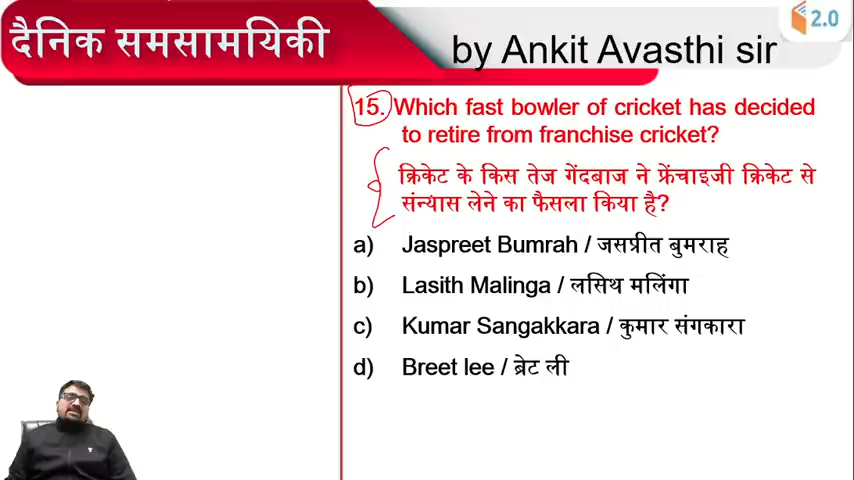 दैनिक समसामयिकी
by Ankit Avasthi sir
2.0
15. Which fast bowler of cricket has decided
to retire from franchise cricket?
क्रिकेट के किस तेज गेंदबाज ने फ्रेंचाइजी क्रिकेट से
संन्यास लेने का फैसला किया है?
a) Jaspreet Bumrah / जसप्रीत बुमराह
b) Lasith Malinga / लसिथ मलिंगा
c) Kumar Sangakkara / कुमार संगकारा
d) Breet lee / ब्रेट ली